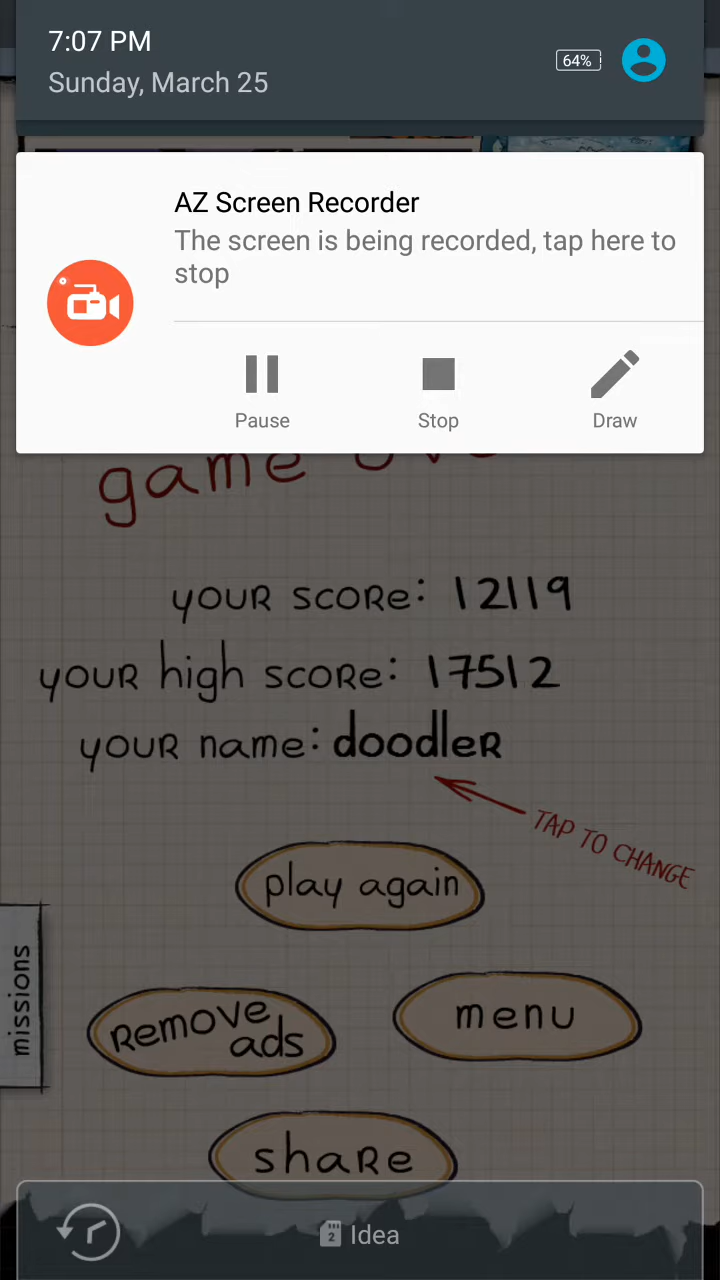 7:07 PM
64%
Sunday, March 25
AZ Screen Recorder
The screen is being recorded, tap here to
stop
Pause
Stop
Draw
game
your score: 12119
your high score: 17512
your name: doodler
TAP TO CHANGE
play again
missions
Remove
ads
menu
share
2
Idea